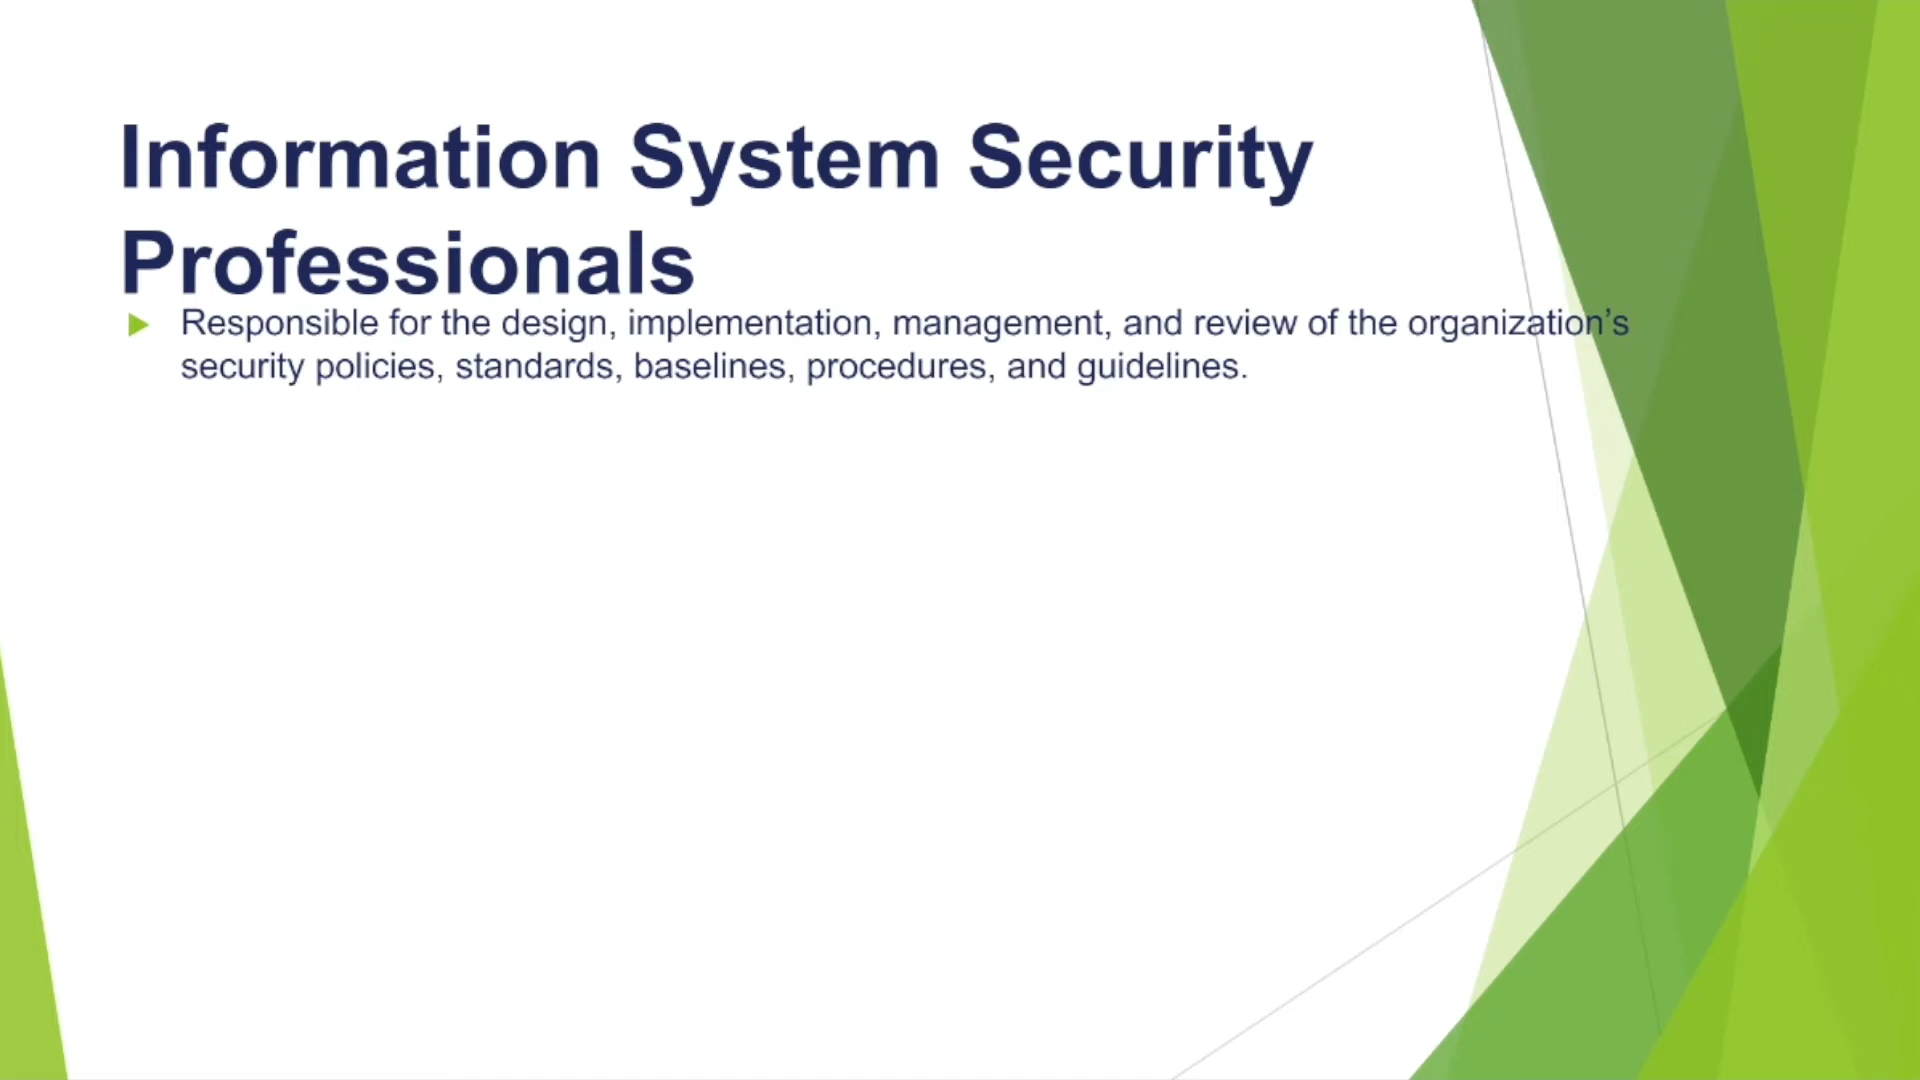 Information System Security
Professionals
Responsible for the design, implementation, management, and review of the organization’s
security policies, standards, baselines, procedures, and guidelines.